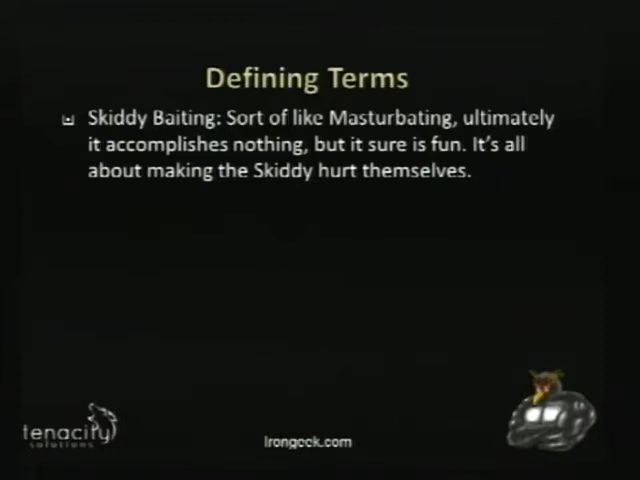 Defining Terms
Skiddy Baiting: Sort of like Masturbating, ultimately
it accomplishes nothing, but it sure is fun. It's all
about making the Skiddy hurt themselves.
tenacity
solutions
Irongeek.com